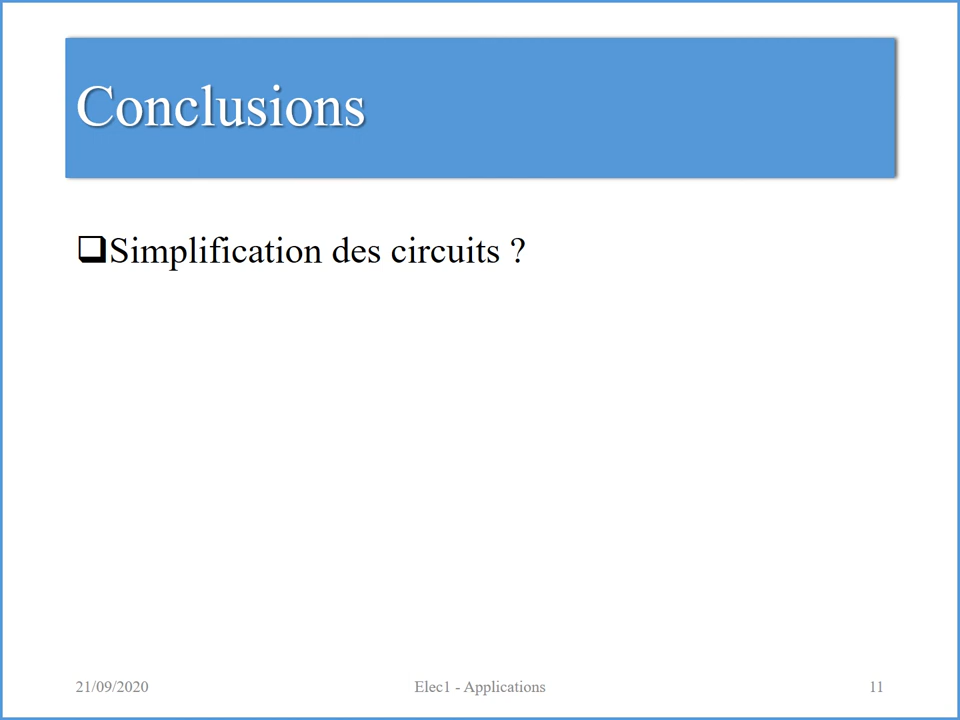 Conclusions
❑Simplification des circuits ?
21/09/2020
Elec1 - Applications
11